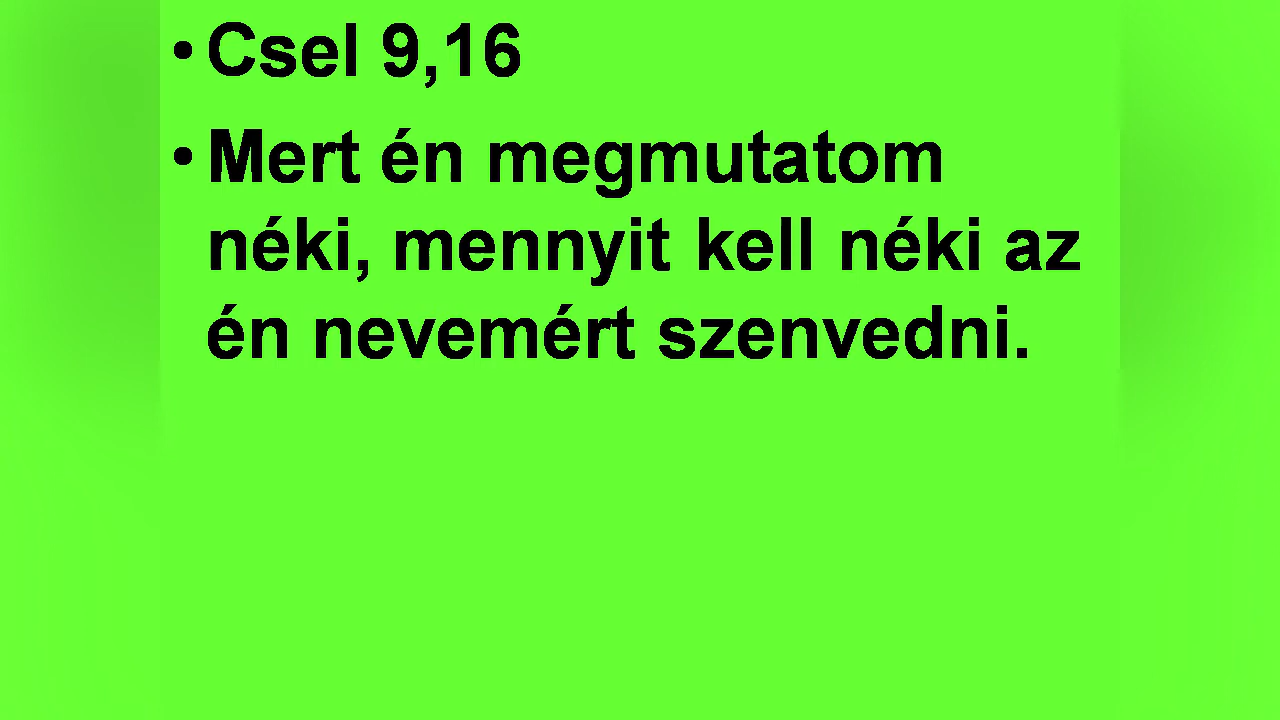 • Csel 9,16
• Mert én megmutatom
néki, mennyit kell néki az
én nevemért szenvedni.